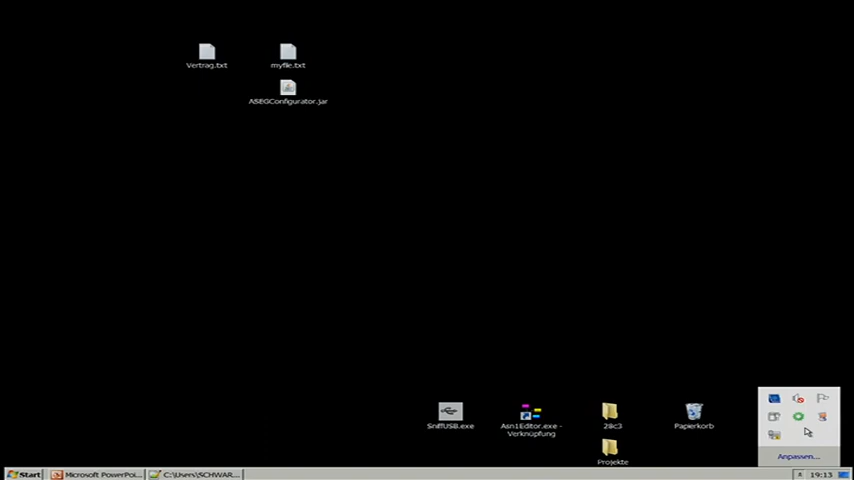 Vertrag.txt
myfile.txt
ASEGConfigurator.jar
SniffUSB.exe
Asn1Editor.exe -
Verknüpfung
28c3
Papierkorb
Projekte
Anpassen...
Start
Microsoft PowerPoi...
C:\Users\SCHWAR...
19:13